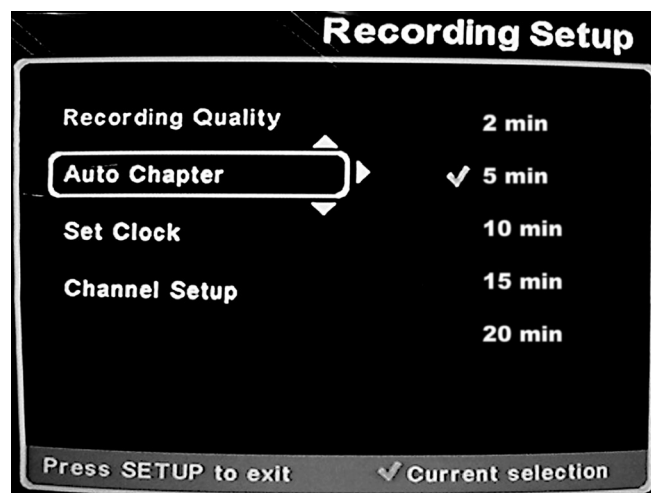 Recording Setup
Recording Quality
2 min
Auto Chapter
✓ 5 min
Set Clock
10 min
Channel Setup
15 min
20 min
Press SETUP to exit
✓ Current selection